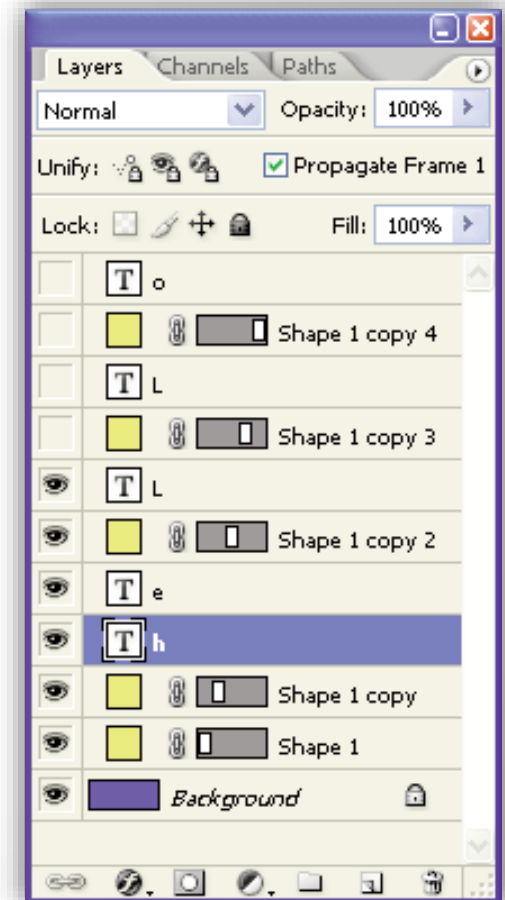 Layers Channels Paths
Normal Opacity: 100%
Unify: Propagate Frame 1
Lock: Fill: 100%
T o
Shape 1 copy 4
T L
Shape 1 copy 3
T L
Shape 1 copy 2
T e
T h
Shape 1 copy
Shape 1
Background